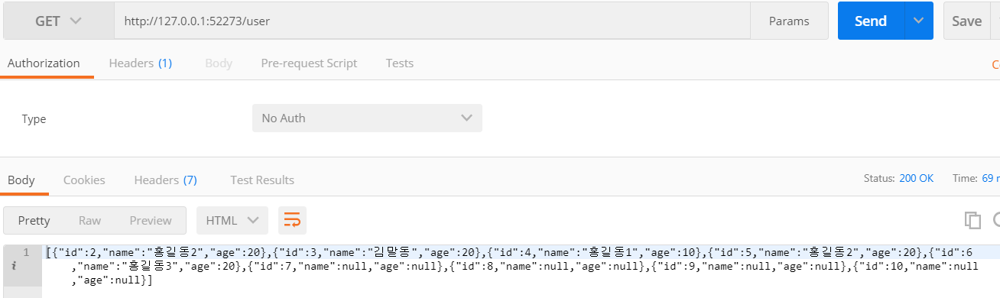 GET http://127.0.0.1:52273/user Params Send Save
Authorization Headers (1) Body Pre-request Script Tests
Type No Auth
Body Cookies Headers (7) Test Results Status: 200 OK Time: 69
Pretty Raw Preview HTML
1 [{"id":2,"name":"홍길동2","age":20},{"id":3,"name":"김말동","age":20},{"id":4,"name":"홍길동1","age":10},{"id":5,"name":"홍길동2","age":20},{"id":6
i ,"name":"홍길동3","age":20},{"id":7,"name":null,"age":null},{"id":8,"name":null,"age":null},{"id":9,"name":null,"age":null},{"id":10,"name":null
,"age":null}]